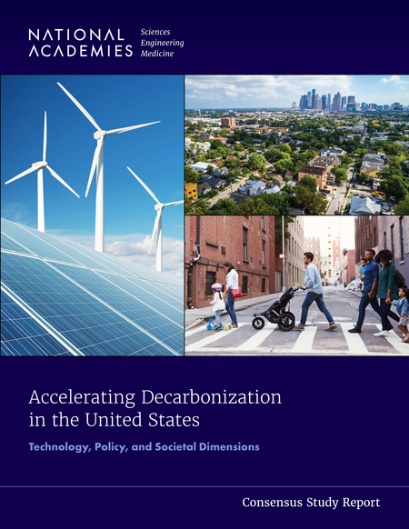 NATIONAL
ACADEMIES
Sciences
Engineering
Medicine
Accelerating Decarbonization
in the United States
Technology, Policy, and Societal Dimensions
Consensus Study Report